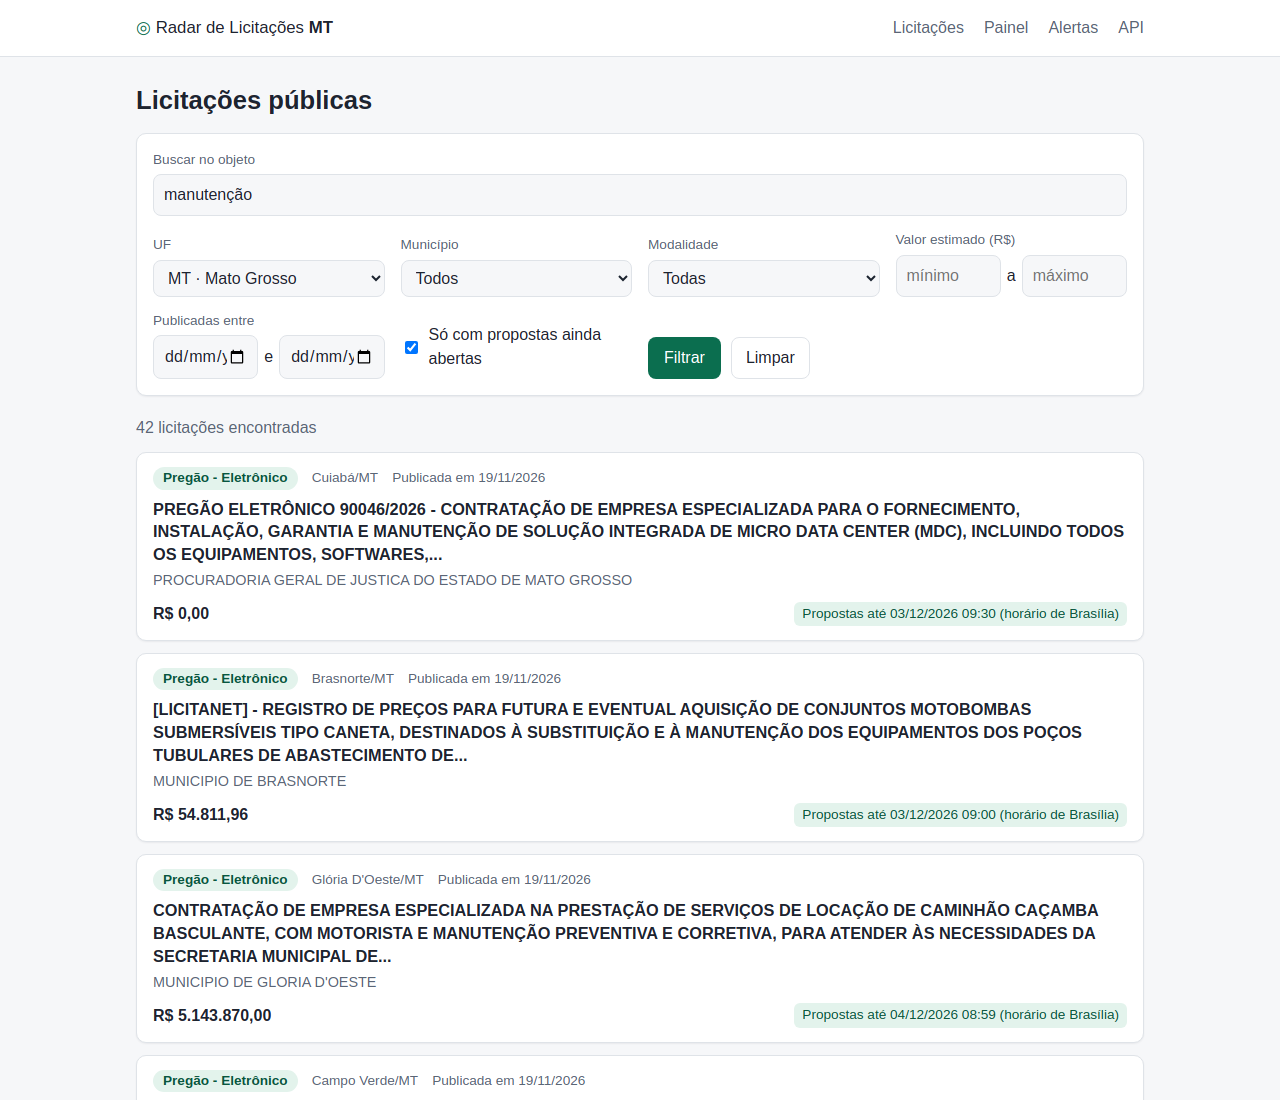 ◎ Radar de Licitações MT
Licitações Painel Alertas API
Licitações públicas
Buscar no objeto
manutenção
UF Município Modalidade Valor estimado (R$)
MT · Mato Grosso Todos Todas mínimo a máximo
Publicadas entre
dd/mm/y e dd/mm/y
Só com propostas ainda
abertas
Filtrar Limpar
42 licitações encontradas
Pregão - Eletrônico Cuiabá/MT Publicada em 19/11/2026
PREGÃO ELETRÔNICO 90046/2026 - CONTRATAÇÃO DE EMPRESA ESPECIALIZADA PARA O FORNECIMENTO,
INSTALAÇÃO, GARANTIA E MANUTENÇÃO DE SOLUÇÃO INTEGRADA DE MICRO DATA CENTER (MDC), INCLUINDO TODOS
OS EQUIPAMENTOS, SOFTWARES,...
PROCURADORIA GERAL DE JUSTICA DO ESTADO DE MATO GROSSO
R$ 0,00 Propostas até 03/12/2026 09:30 (horário de Brasília)
Pregão - Eletrônico Brasnorte/MT Publicada em 19/11/2026
[LICITANET] - REGISTRO DE PREÇOS PARA FUTURA E EVENTUAL AQUISIÇÃO DE CONJUNTOS MOTOBOMBAS
SUBMERSÍVEIS TIPO CANETA, DESTINADOS À SUBSTITUIÇÃO E À MANUTENÇÃO DOS EQUIPAMENTOS DOS POÇOS
TUBULARES DE ABASTECIMENTO DE...
MUNICIPIO DE BRASNORTE
R$ 54.811,96 Propostas até 03/12/2026 09:00 (horário de Brasília)
Pregão - Eletrônico Glória D'Oeste/MT Publicada em 19/11/2026
CONTRATAÇÃO DE EMPRESA ESPECIALIZADA NA PRESTAÇÃO DE SERVIÇOS DE LOCAÇÃO DE CAMINHÃO CAÇAMBA
BASCULANTE, COM MOTORISTA E MANUTENÇÃO PREVENTIVA E CORRETIVA, PARA ATENDER ÀS NECESSIDADES DA
SECRETARIA MUNICIPAL DE...
MUNICIPIO DE GLORIA D'OESTE
R$ 5.143.870,00 Propostas até 04/12/2026 08:59 (horário de Brasília)
Pregão - Eletrônico Campo Verde/MT Publicada em 19/11/2026